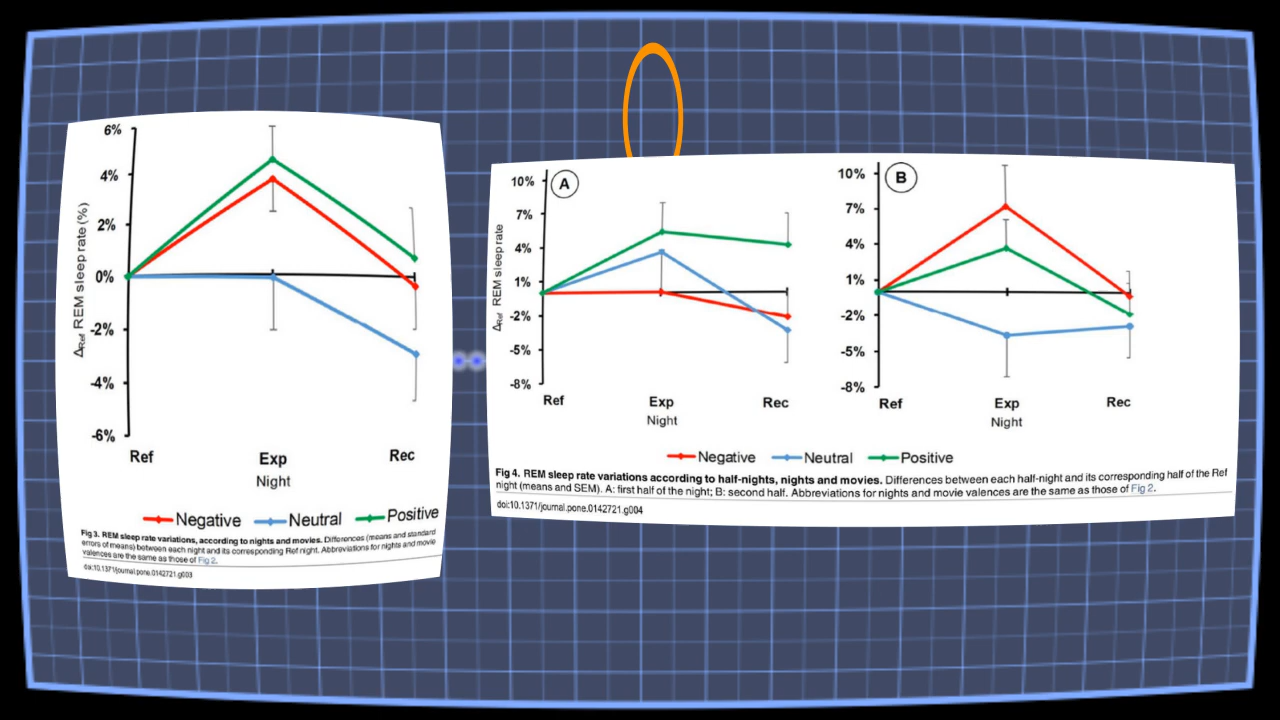 6%
4%
2%
0%
-2%
-4%
-6%
ΔRef REM sleep rate (%)
Ref Exp Rec
Night
Negative Neutral Positive
Fig 3. REM sleep rate variations, according to nights and movies. Differences (means and standard
errors of means) between each night and its corresponding Ref night. Abbreviations for nights and movie
valences are the same as those of Fig 2.
doi:10.1371/journal.pone.0142721.g003
A
10%
7%
4%
1%
-2%
-5%
-8%
ΔRef REM sleep rate
Ref Exp Rec
Night
B
10%
7%
4%
1%
-2%
-5%
-8%
Ref Exp Rec
Night
Negative Neutral Positive
Fig 4. REM sleep rate variations according to half-nights, nights and movies. Differences between each half-night and its corresponding half of the Ref
night (means and SEM). A: first half of the night; B: second half. Abbreviations for nights and movie valences are the same as those of Fig 2.
doi:10.1371/journal.pone.0142721.g004